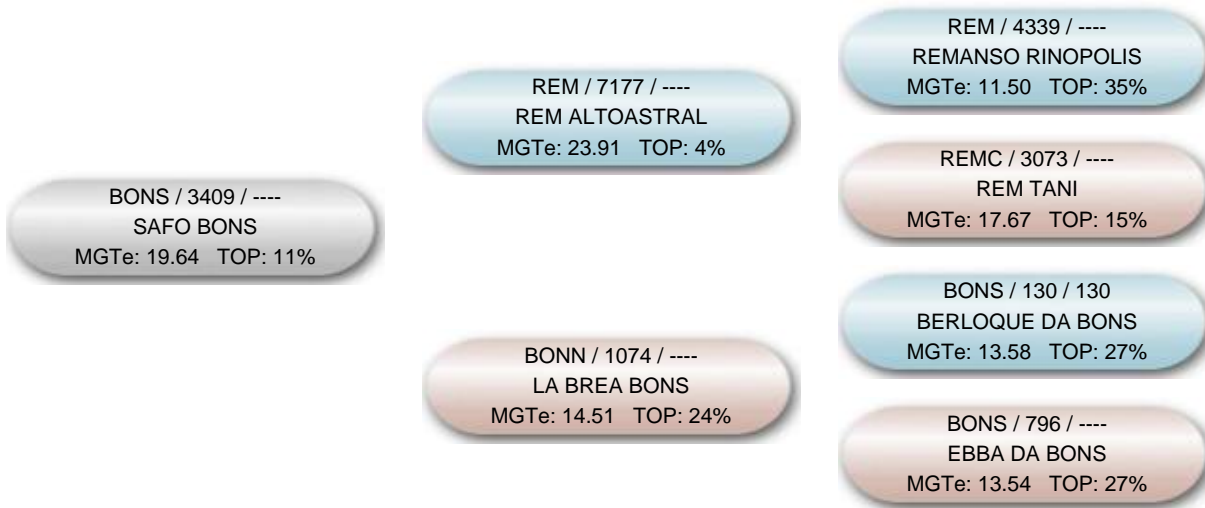 REM / 4339 / ----
REMANSO RINOPOLIS
MGTe: 11.50 TOP: 35%
REM / 7177 / ----
REM ALTOASTRAL
MGTe: 23.91 TOP: 4%
REMC / 3073 / ----
REM TANI
MGTe: 17.67 TOP: 15%
BONS / 3409 / ----
SAFO BONS
MGTe: 19.64 TOP: 11%
BONS / 130 / 130
BERLOQUE DA BONS
MGTe: 13.58 TOP: 27%
BONN / 1074 / ----
LA BREA BONS
MGTe: 14.51 TOP: 24%
BONS / 796 / ----
EBBA DA BONS
MGTe: 13.54 TOP: 27%